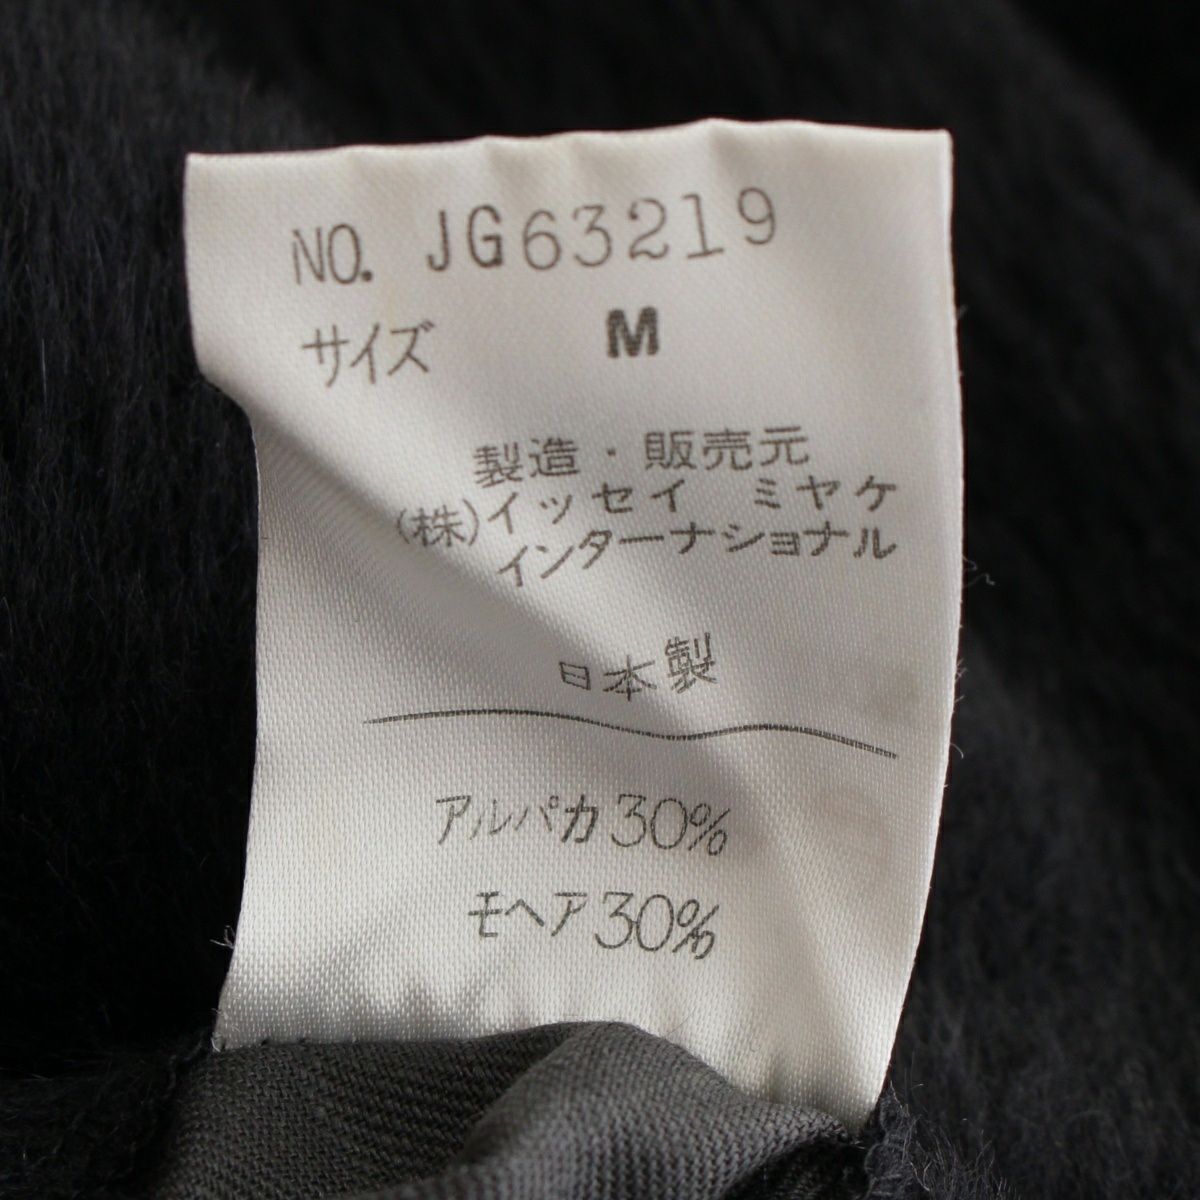 NO. JG63219
サイズ M
製造・販売元
(株)イッセイ ミヤケ
インターナショナル
日本製
アルパカ30%
モヘア30%